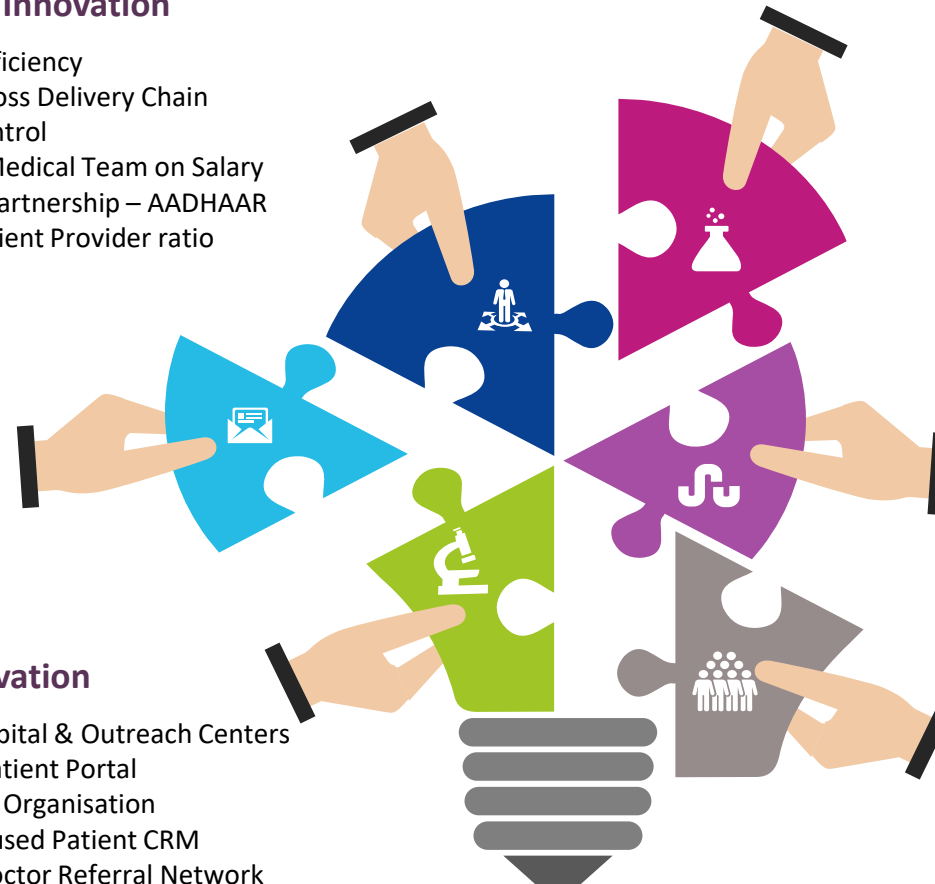 Innovation
ficiency
oss Delivery Chain
ntrol
Medical Team on Salary
artnership – AADHAAR
ient Provider ratio
vation
pital & Outreach Centers
atient Portal
Organisation
used Patient CRM
octor Referral Network